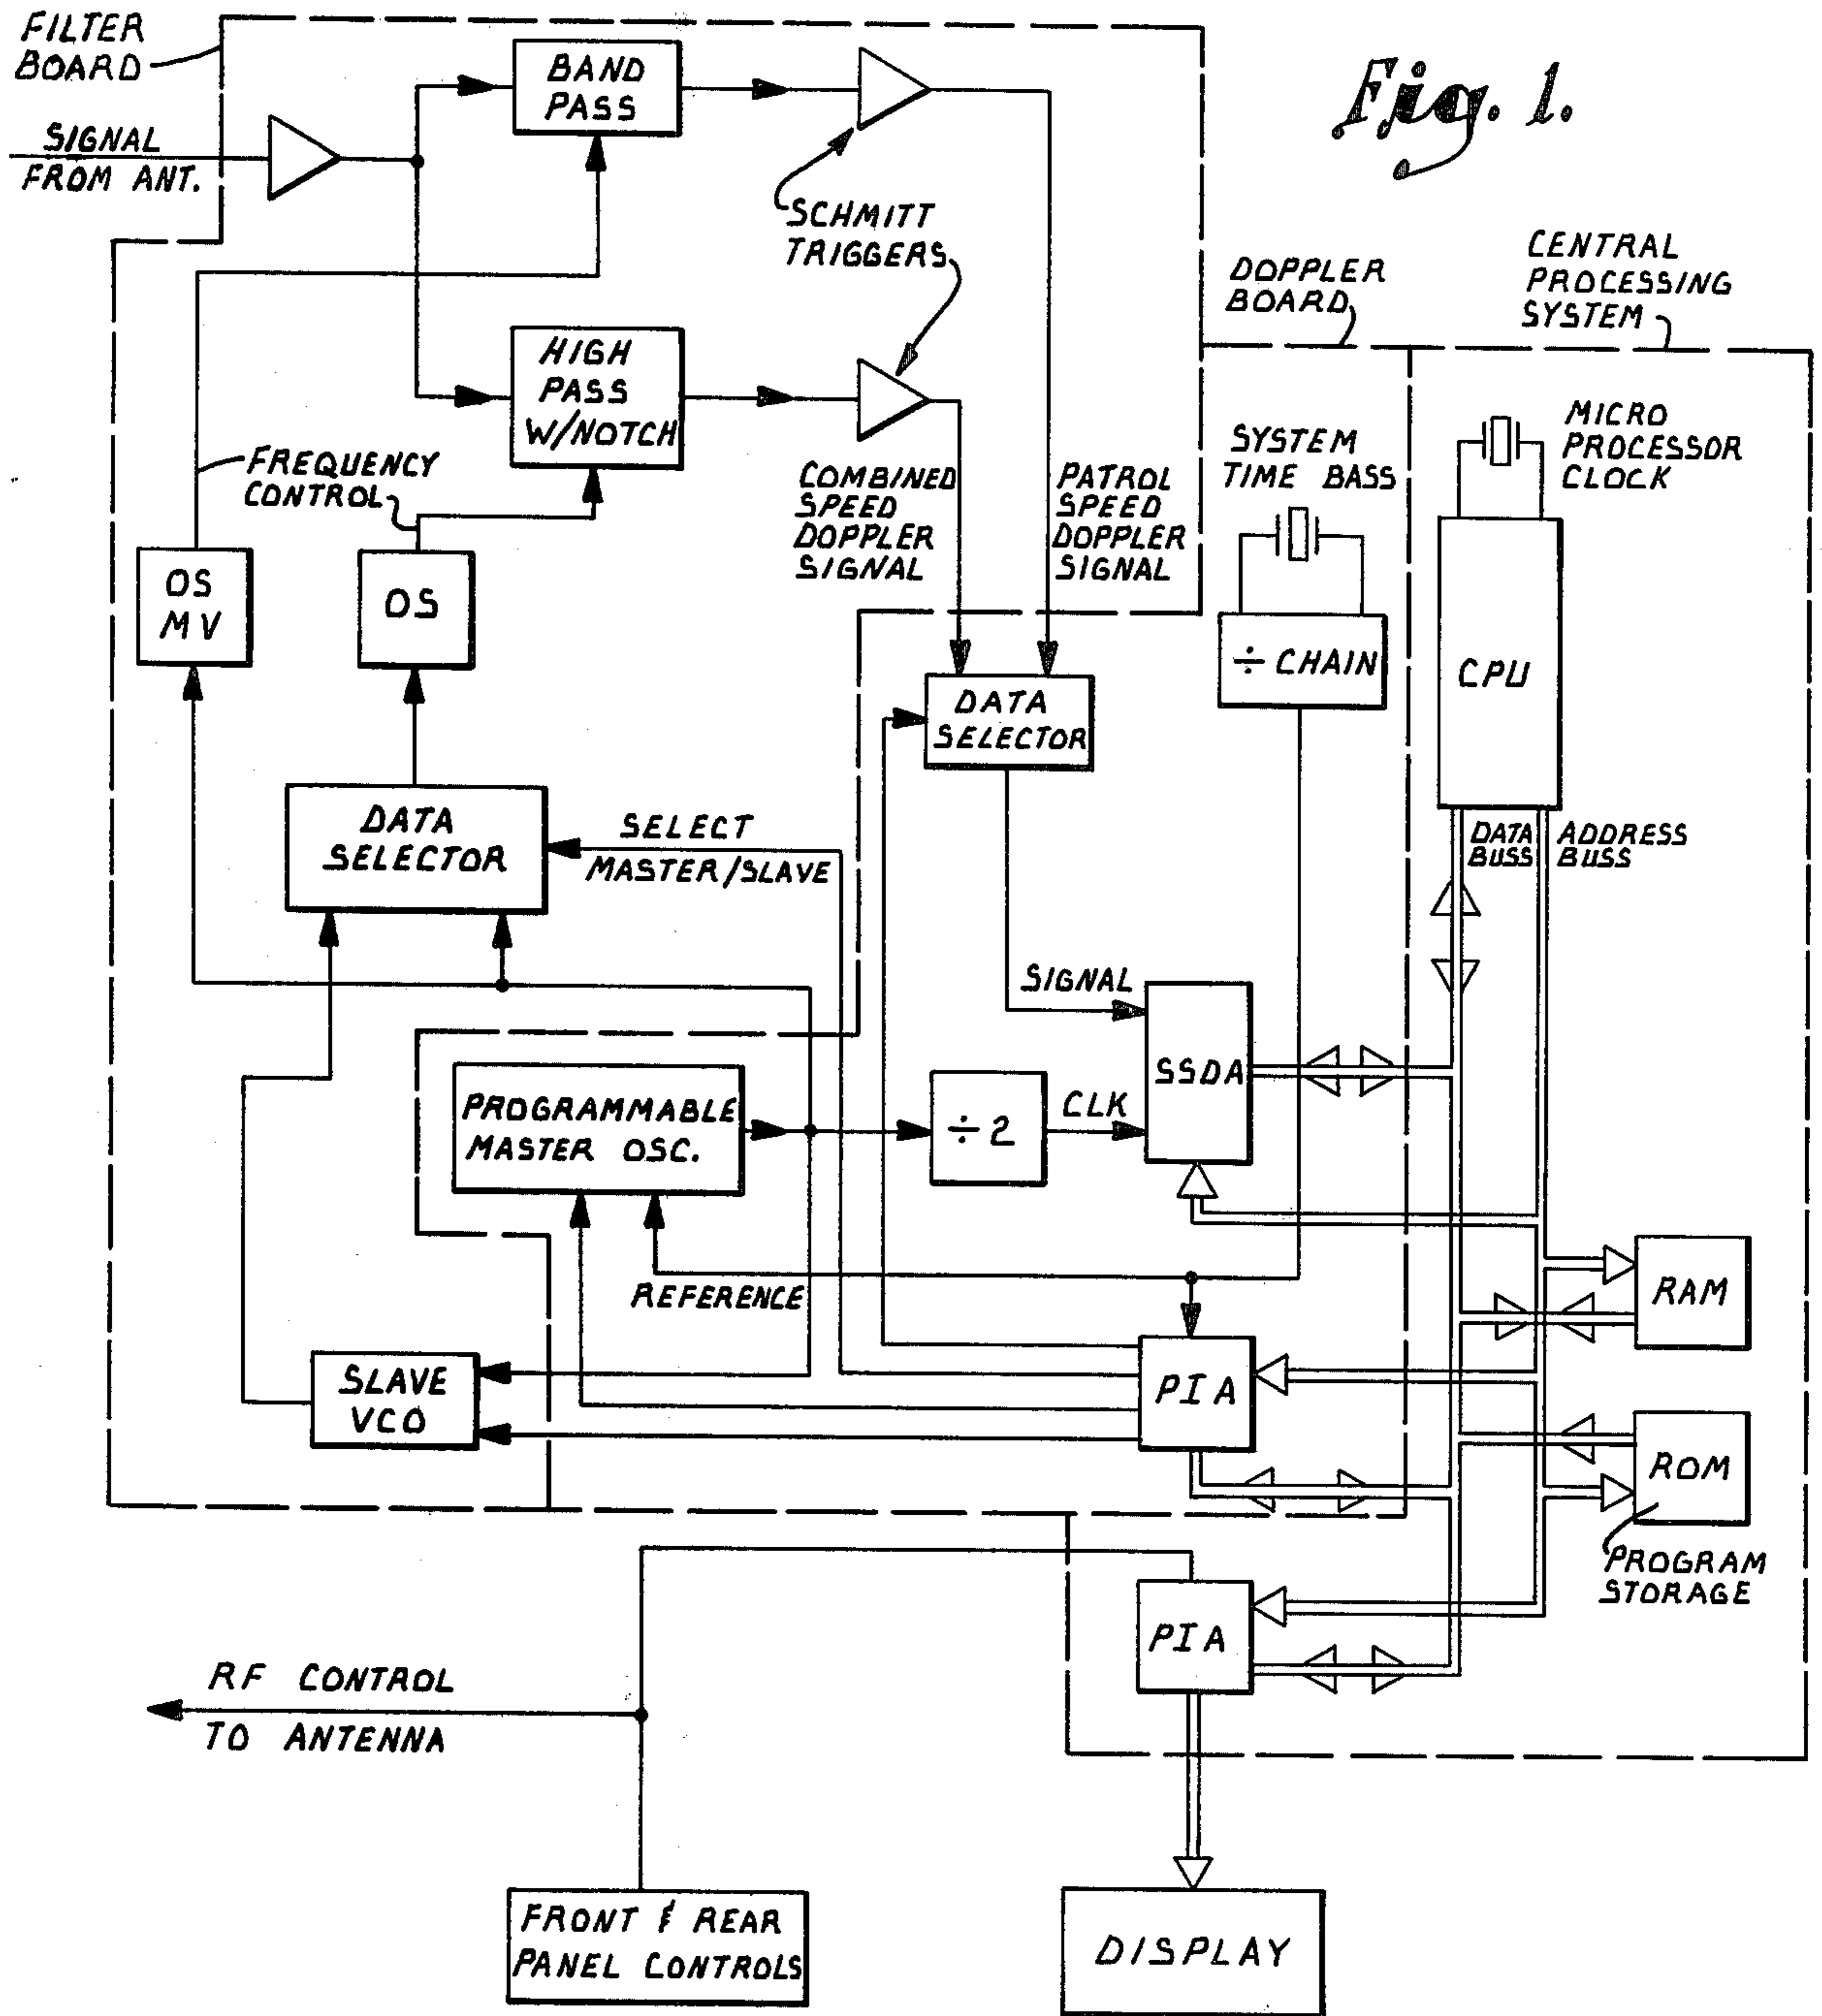 Fig. 1.
FILTER
BOARD
SIGNAL
FROM ANT.
BAND
PASS
SCHMITT
TRIGGERS
HIGH
PASS
W/NOTCH
FREQUENCY
CONTROL
OS
MV
OS
COMBINED
SPEED
DOPPLER
SIGNAL
PATROL
SPEED
DOPPLER
SIGNAL
DOPPLER
BOARD
CENTRAL
PROCESSING
SYSTEM
SYSTEM
TIME BASS
MICRO
PROCESSOR
CLOCK
÷ CHAIN
CPU
DATA
SELECTOR
DATA
SELECTOR
SELECT
MASTER/SLAVE
DATA
BUSS
ADDRESS
BUSS
SIGNAL
SSDA
PROGRAMMABLE
MASTER OSC.
÷2
CLK
REFERENCE
RAM
SLAVE
VCO
PIA
ROM
PROGRAM
STORAGE
PIA
RF CONTROL
TO ANTENNA
FRONT & REAR
PANEL CONTROLS
DISPLAY